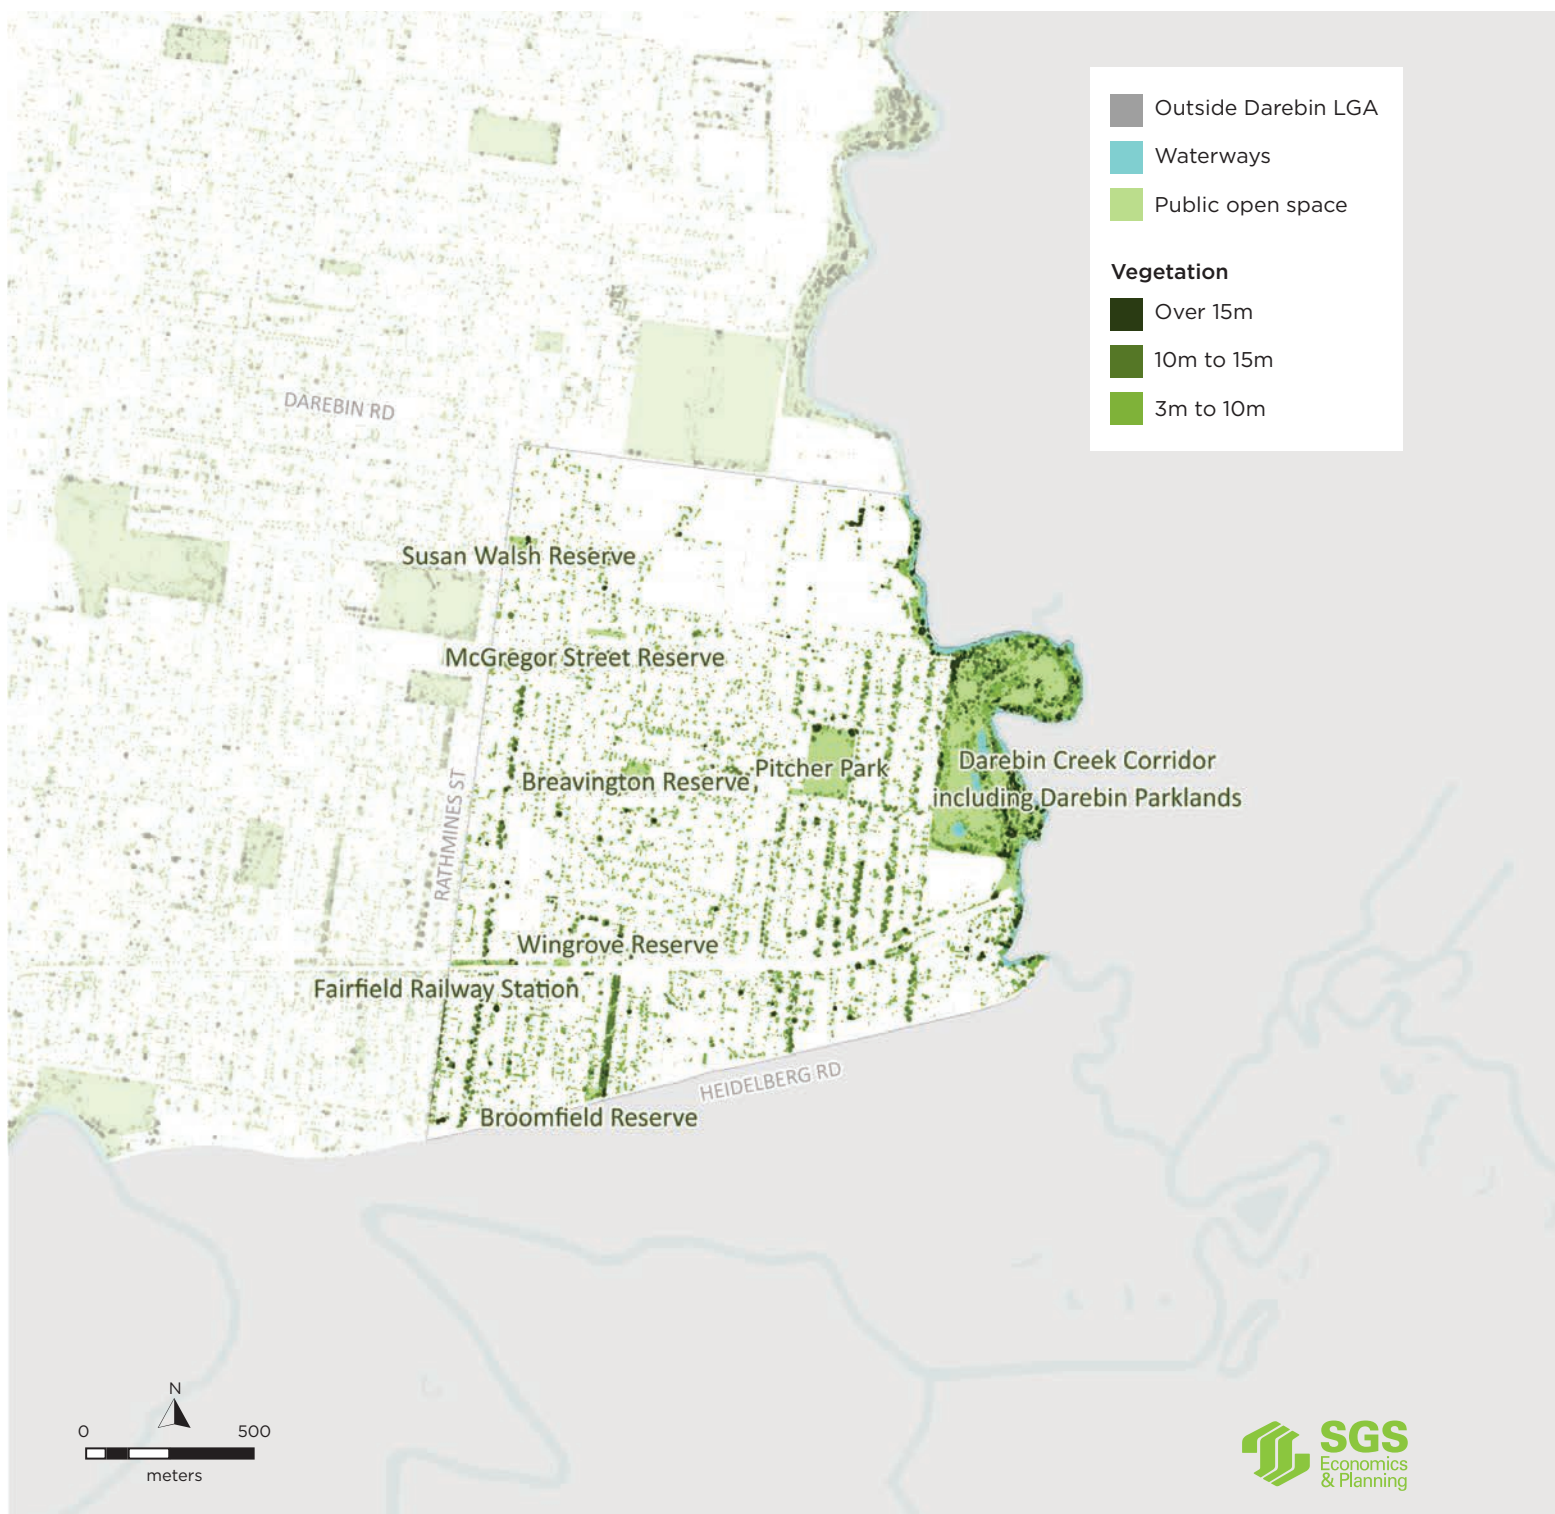 Outside Darebin LGA
Waterways
Public open space
Vegetation
Over 15m
10m to 15m
3m to 10m
DAREBIN RD
Susan Walsh Reserve
McGregor Street Reserve
Breavington Reserve
Pitcher Park
Darebin Creek Corridor
including Darebin Parklands
RATHMINES ST
Wingrove Reserve
Fairfield Railway Station
HEIDELBERG RD
Broomfield Reserve
N
0 500
meters
SGS
Economics
& Planning